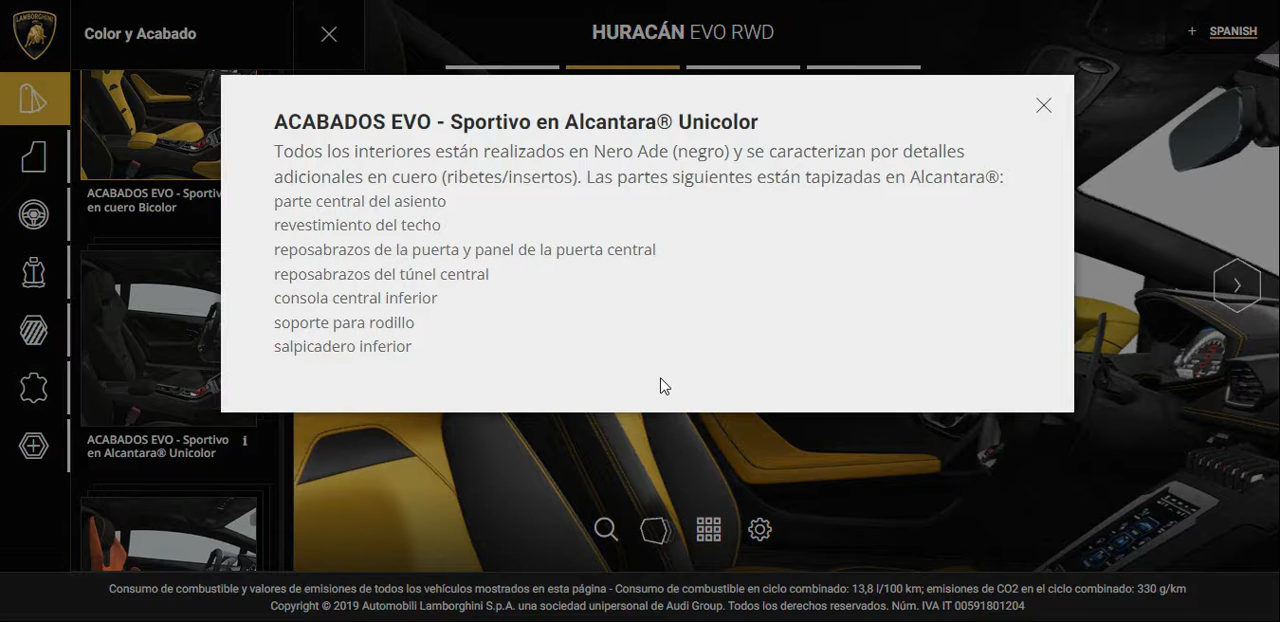 LAMBORGHINI
Color y Acabado
HURACÁN EVO RWD
+ SPANISH
ACABADOS EVO - Sportivo en Alcantara® Unicolor
Todos los interiores están realizados en Nero Ade (negro) y se caracterizan por detalles
adicionales en cuero (ribetes/insertos). Las partes siguientes están tapizadas en Alcantara®:
parte central del asiento
revestimiento del techo
reposabrazos de la puerta y panel de la puerta central
reposabrazos del túnel central
consola central inferior
soporte para rodillo
salpicadero inferior
ACABADOS EVO - Sportiv
en cuero Bicolor
ACABADOS EVO - Sportivo
en Alcantara® Unicolor
i
Consumo de combustible y valores de emisiones de todos los vehículos mostrados en esta página - Consumo de combustible en ciclo combinado: 13,8 l/100 km; emisiones de CO2 en el ciclo combinado: 330 g/km
Copyright © 2019 Automobili Lamborghini S.p.A. una sociedad unipersonal de Audi Group. Todos los derechos reservados. Núm. IVA IT 00591801204